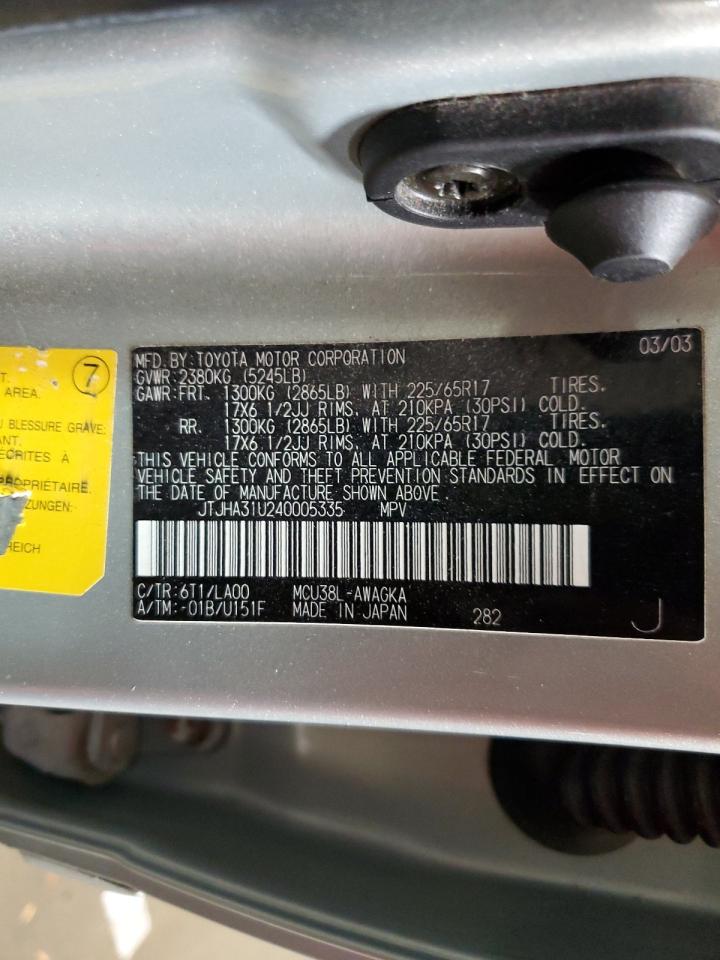 7
T.
AREA.
U BLESSURE GRAVE:
ANT.
ÉCRITES À
PROPRIÉTAIRE.
ZUNGEN:
REICH
MFD. BY: TOYOTA MOTOR CORPORATION 03/03
GVWR: 2380KG (5245LB)
GAWR: FRT. 1300KG (2865LB) WITH 225/65R17 TIRES.
17X6 1/2JJ RIMS, AT 210KPA (30PSI) COLD.
RR. 1300KG (2865LB) WITH 225/65R17 TIRES.
17X6 1/2JJ RIMS, AT 210KPA (30PSI) COLD.
THIS VEHICLE CONFORMS TO ALL APPLICABLE FEDERAL MOTOR
VEHICLE SAFETY AND THEFT PREVENTION STANDARDS IN EFFECT ON
THE DATE OF MANUFACTURE SHOWN ABOVE.
JTJHA31U240005335 MPV
C/TR: 6T1/LA00 MCU38L-AWAGKA
A/TM: -01B/U151F MADE IN JAPAN 282 J